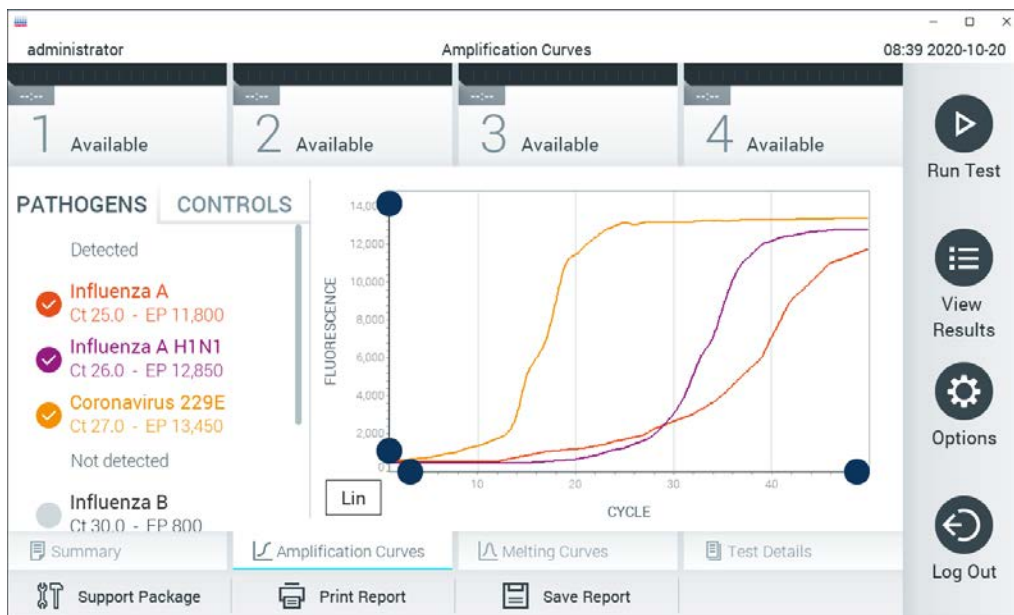 administrator
Amplification Curves
08:39 2020-10-20
--:--
1 Available
--:--
2 Available
--:--
3 Available
--:--
4 Available
PATHOGENS
CONTROLS
Detected
Influenza A
Ct 25.0 - EP 11,800
Influenza A H1N1
Ct 26.0 - EP 12,850
Coronavirus 229E
Ct 27.0 - EP 13,450
Not detected
Influenza B
Ct 30.0 - EP 800
FLUORESCENCE
14,000
12,000
10,000
8,000
6,000
4,000
2,000
0
10
20
30
40
CYCLE
Lin
Run Test
View
Results
Options
Log Out
Summary
Amplification Curves
Melting Curves
Test Details
Support Package
Print Report
Save Report